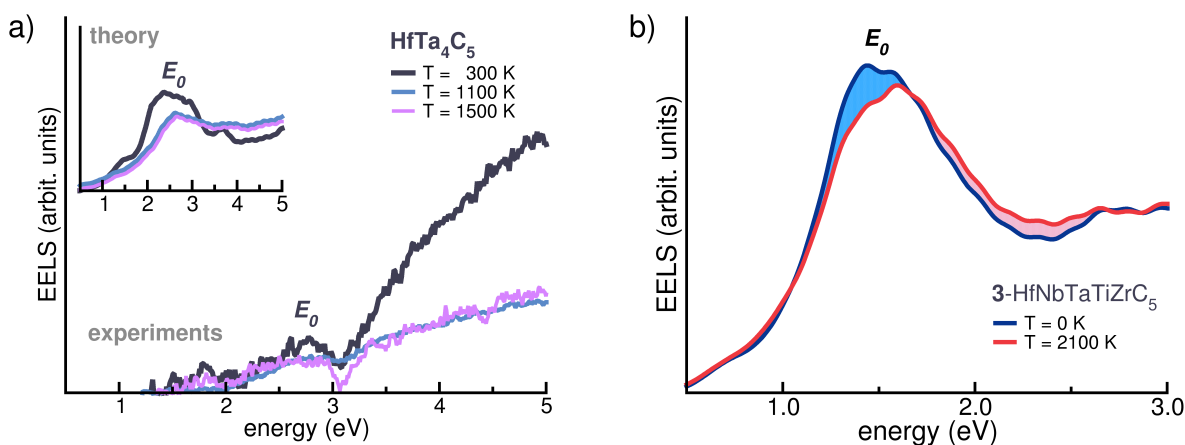 a)
theory
E0
1 2 3 4 5
HfTa4C5
T = 300 K
T = 1100 K
T = 1500 K
EELS (arbit. units)
E0
experiments
1 2 3 4 5
energy (eV)
b)
E0
EELS (arbit. units)
3-HfNbTaTiZrC5
T = 0 K
T = 2100 K
1.0 2.0 3.0
energy (eV)